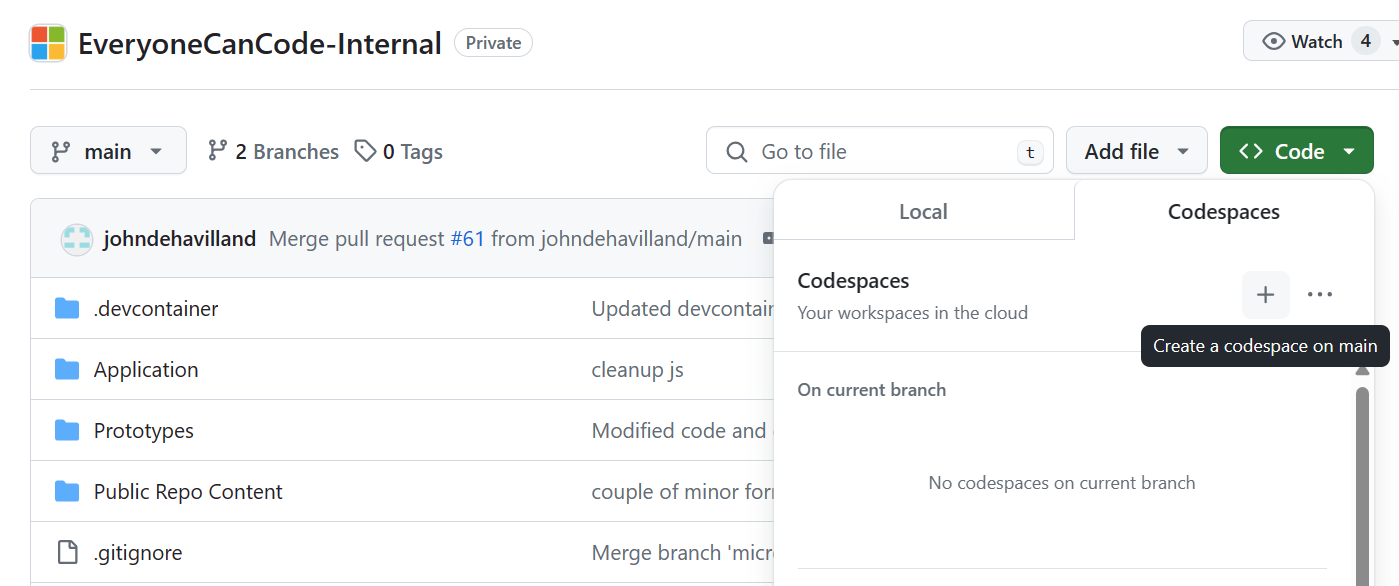 EveryoneCanCode-Internal Private Watch 4
main 2 Branches 0 Tags Go to file t Add file Code
Local Codespaces
johndehavilland Merge pull request #61 from johndehavilland/main
Codespaces
Your workspaces in the cloud
.devcontainer Updated devcontain
Create a codespace on main
Application cleanup js
On current branch
Prototypes Modified code and
No codespaces on current branch
Public Repo Content couple of minor for
.gitignore Merge branch 'micr